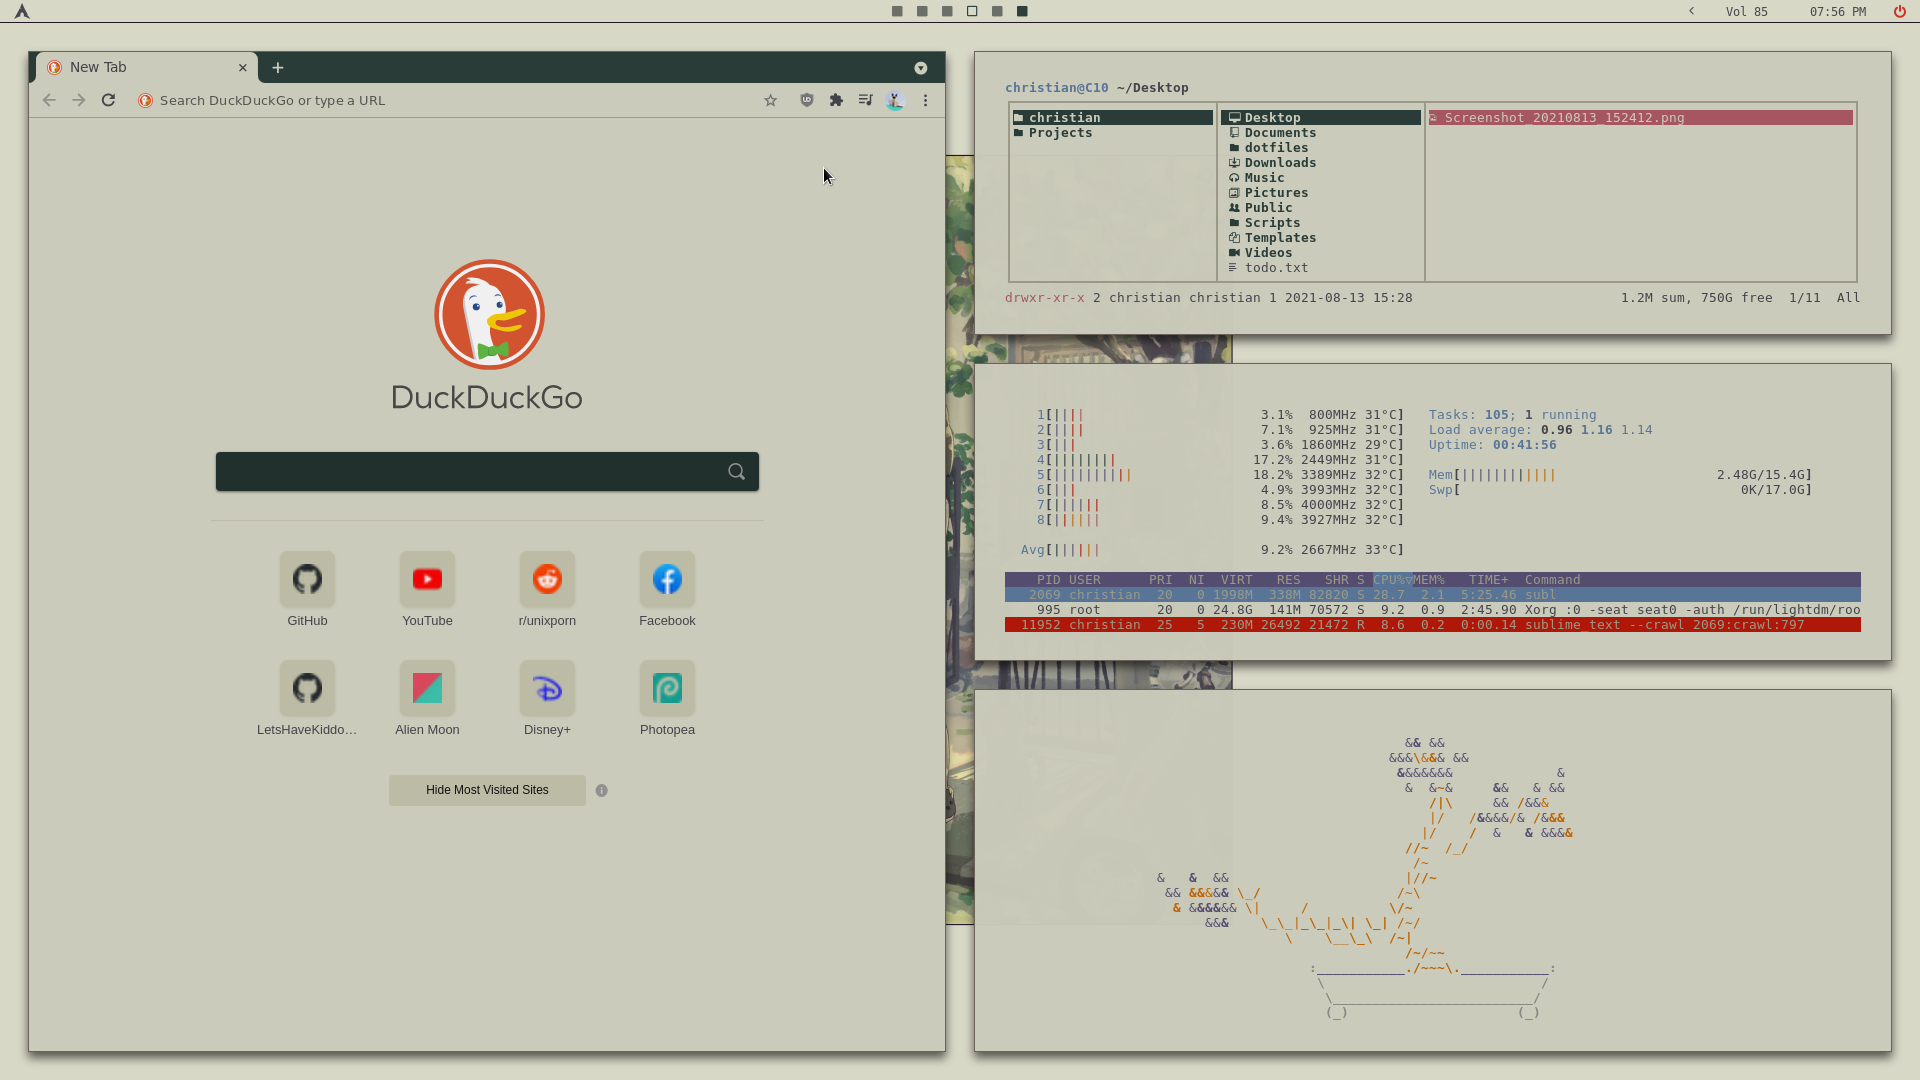 Vol 85
07:56 PM
New Tab
Search DuckDuckGo or type a URL
DuckDuckGo
GitHub
YouTube
r/unixporn
Facebook
LetsHaveKiddo…
Alien Moon
Disney+
Photopea
Hide Most Visited Sites
christian@C10 ~/Desktop
christian
Projects
Desktop
Documents
dotfiles
Downloads
Music
Pictures
Public
Scripts
Templates
Videos
todo.txt
Screenshot_20210813_152412.png
drwxr-xr-x 2 christian christian 1 2021-08-13 15:28 1.2M sum, 750G free 1/11 All
1[|||| 3.1% 800MHz 31°C]
2[|||| 7.1% 925MHz 31°C]
3[||| 3.6% 1860MHz 29°C]
4[|||||||| 17.2% 2449MHz 31°C]
5[|||||||||| 18.2% 3389MHz 32°C]
6[||| 4.9% 3993MHz 32°C]
7[|||||| 8.5% 4000MHz 32°C]
8[|||||| 9.4% 3927MHz 32°C]
Avg[|||||| 9.2% 2667MHz 33°C]
Tasks: 105; 1 running
Load average: 0.96 1.16 1.14
Uptime: 00:41:56
Mem[|||||||||||| 2.48G/15.4G]
Swp[ 0K/17.0G]
PID USER PRI NI VIRT RES SHR S CPU%▽MEM% TIME+ Command
2069 christian 20 0 1998M 338M 82820 S 28.7 2.1 5:25.46 subl
995 root 20 0 24.8G 141M 70572 S 9.2 0.9 2:45.90 Xorg :0 -seat seat0 -auth /run/lightdm/roo
11952 christian 25 5 230M 26492 21472 R 8.6 0.2 0:00.14 sublime_text --crawl 2069:crawl:797